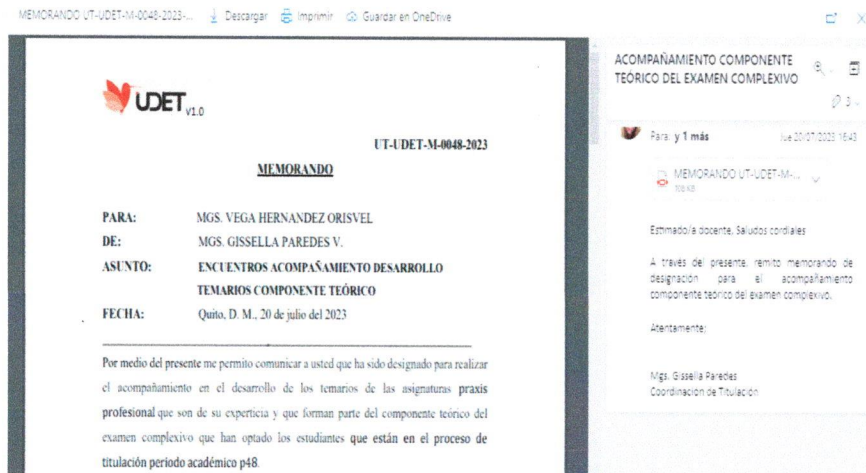 MEMORANDO UT-UDET-M-0048-2023-... Descargar Imprimir Guardar en OneDrive
UDET V1.0
UT-UDET-M-0048-2023
MEMORANDO
PARA: MGS. VEGA HERNANDEZ ORISVEL
DE: MGS. GISSELLA PAREDES V.
ASUNTO: ENCUENTROS ACOMPAÑAMIENTO DESARROLLO
TEMARIOS COMPONENTE TEÓRICO
FECHA: Quito, D. M., 20 de julio del 2023
Por medio del presente me permito comunicar a usted que ha sido designado para realizar
el acompañamiento en el desarrollo de los temarios de las asignaturas praxis
profesional que son de su experticia y que forman parte del componente teórico del
examen complexivo que han optado los estudiantes que están en el proceso de
titulación periodo académico p48.
ACOMPAÑAMIENTO COMPONENTE
TEÓRICO DEL EXAMEN COMPLEXIVO
3
Para: y 1 más Jue 20/07/2023 16:43
MEMORANDO UT-UDET-M-...
Estimado/a docente, Saludos cordiales
A través del presente, remito memorando de
designación para el acompañamiento
componente teórico del examen complexivo.
Atentamente;
Mgs. Gissella Paredes
Coordinación de Titulación